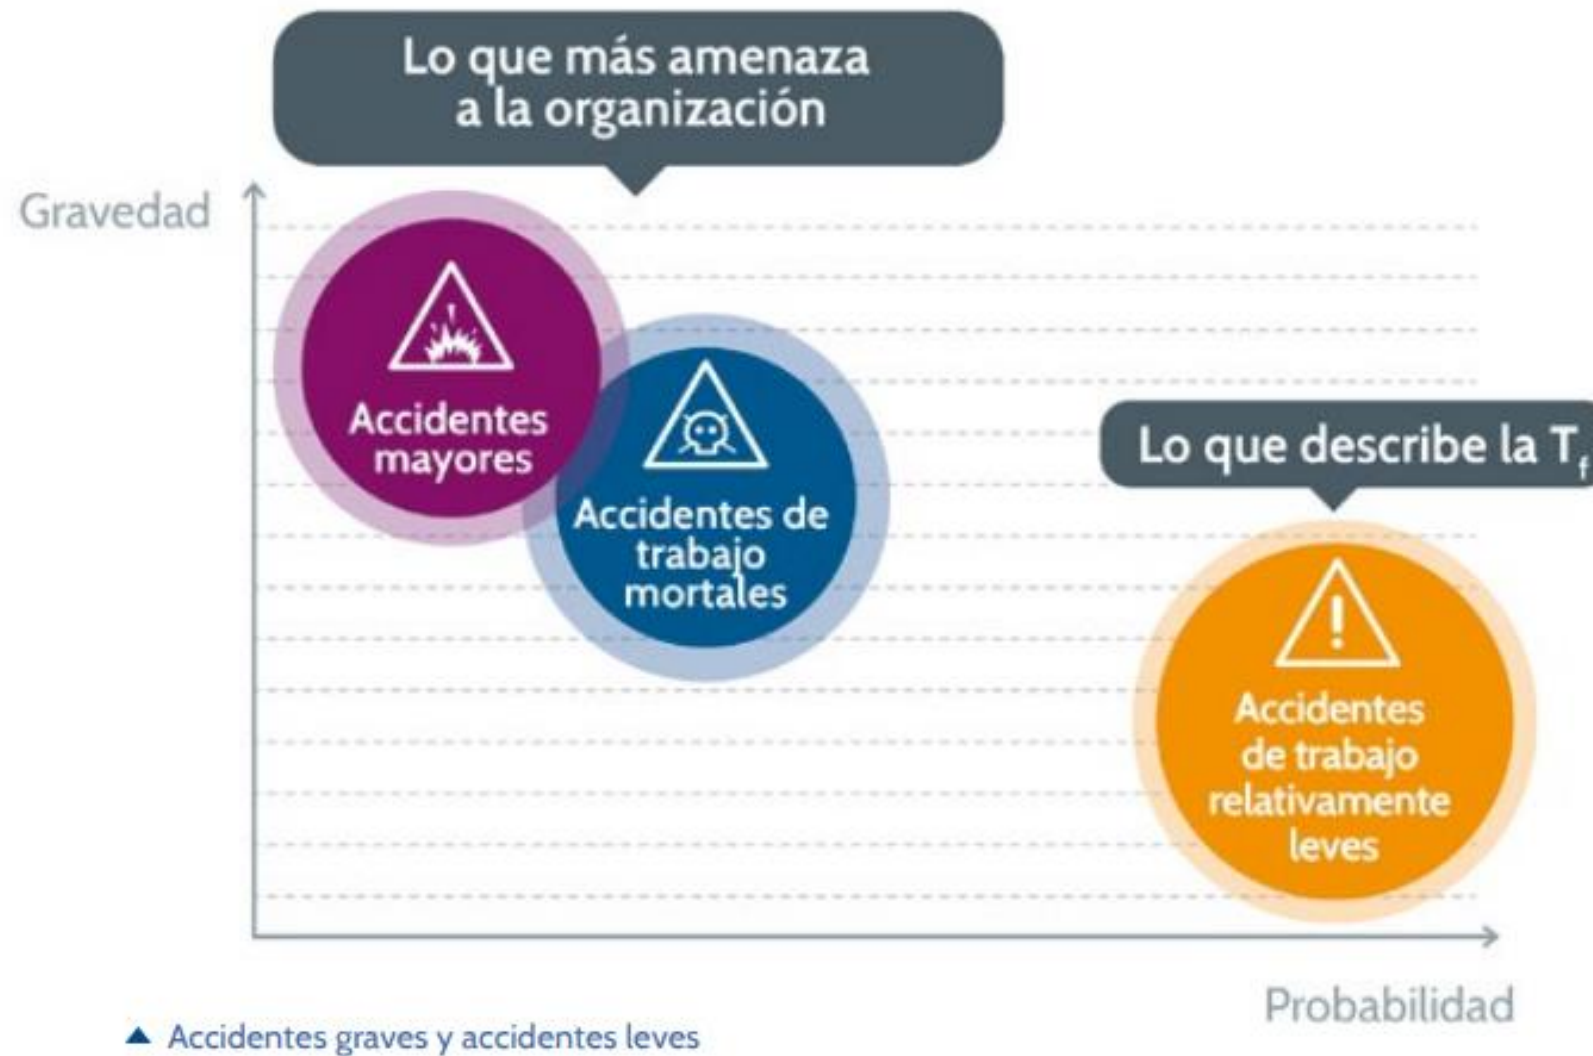 Lo que más amenaza
a la organización
Gravedad
Accidentes
mayores
Accidentes de
trabajo
mortales
Lo que describe la Tf
Accidentes
de trabajo
relativamente
leves
Probabilidad
▲ Accidentes graves y accidentes leves